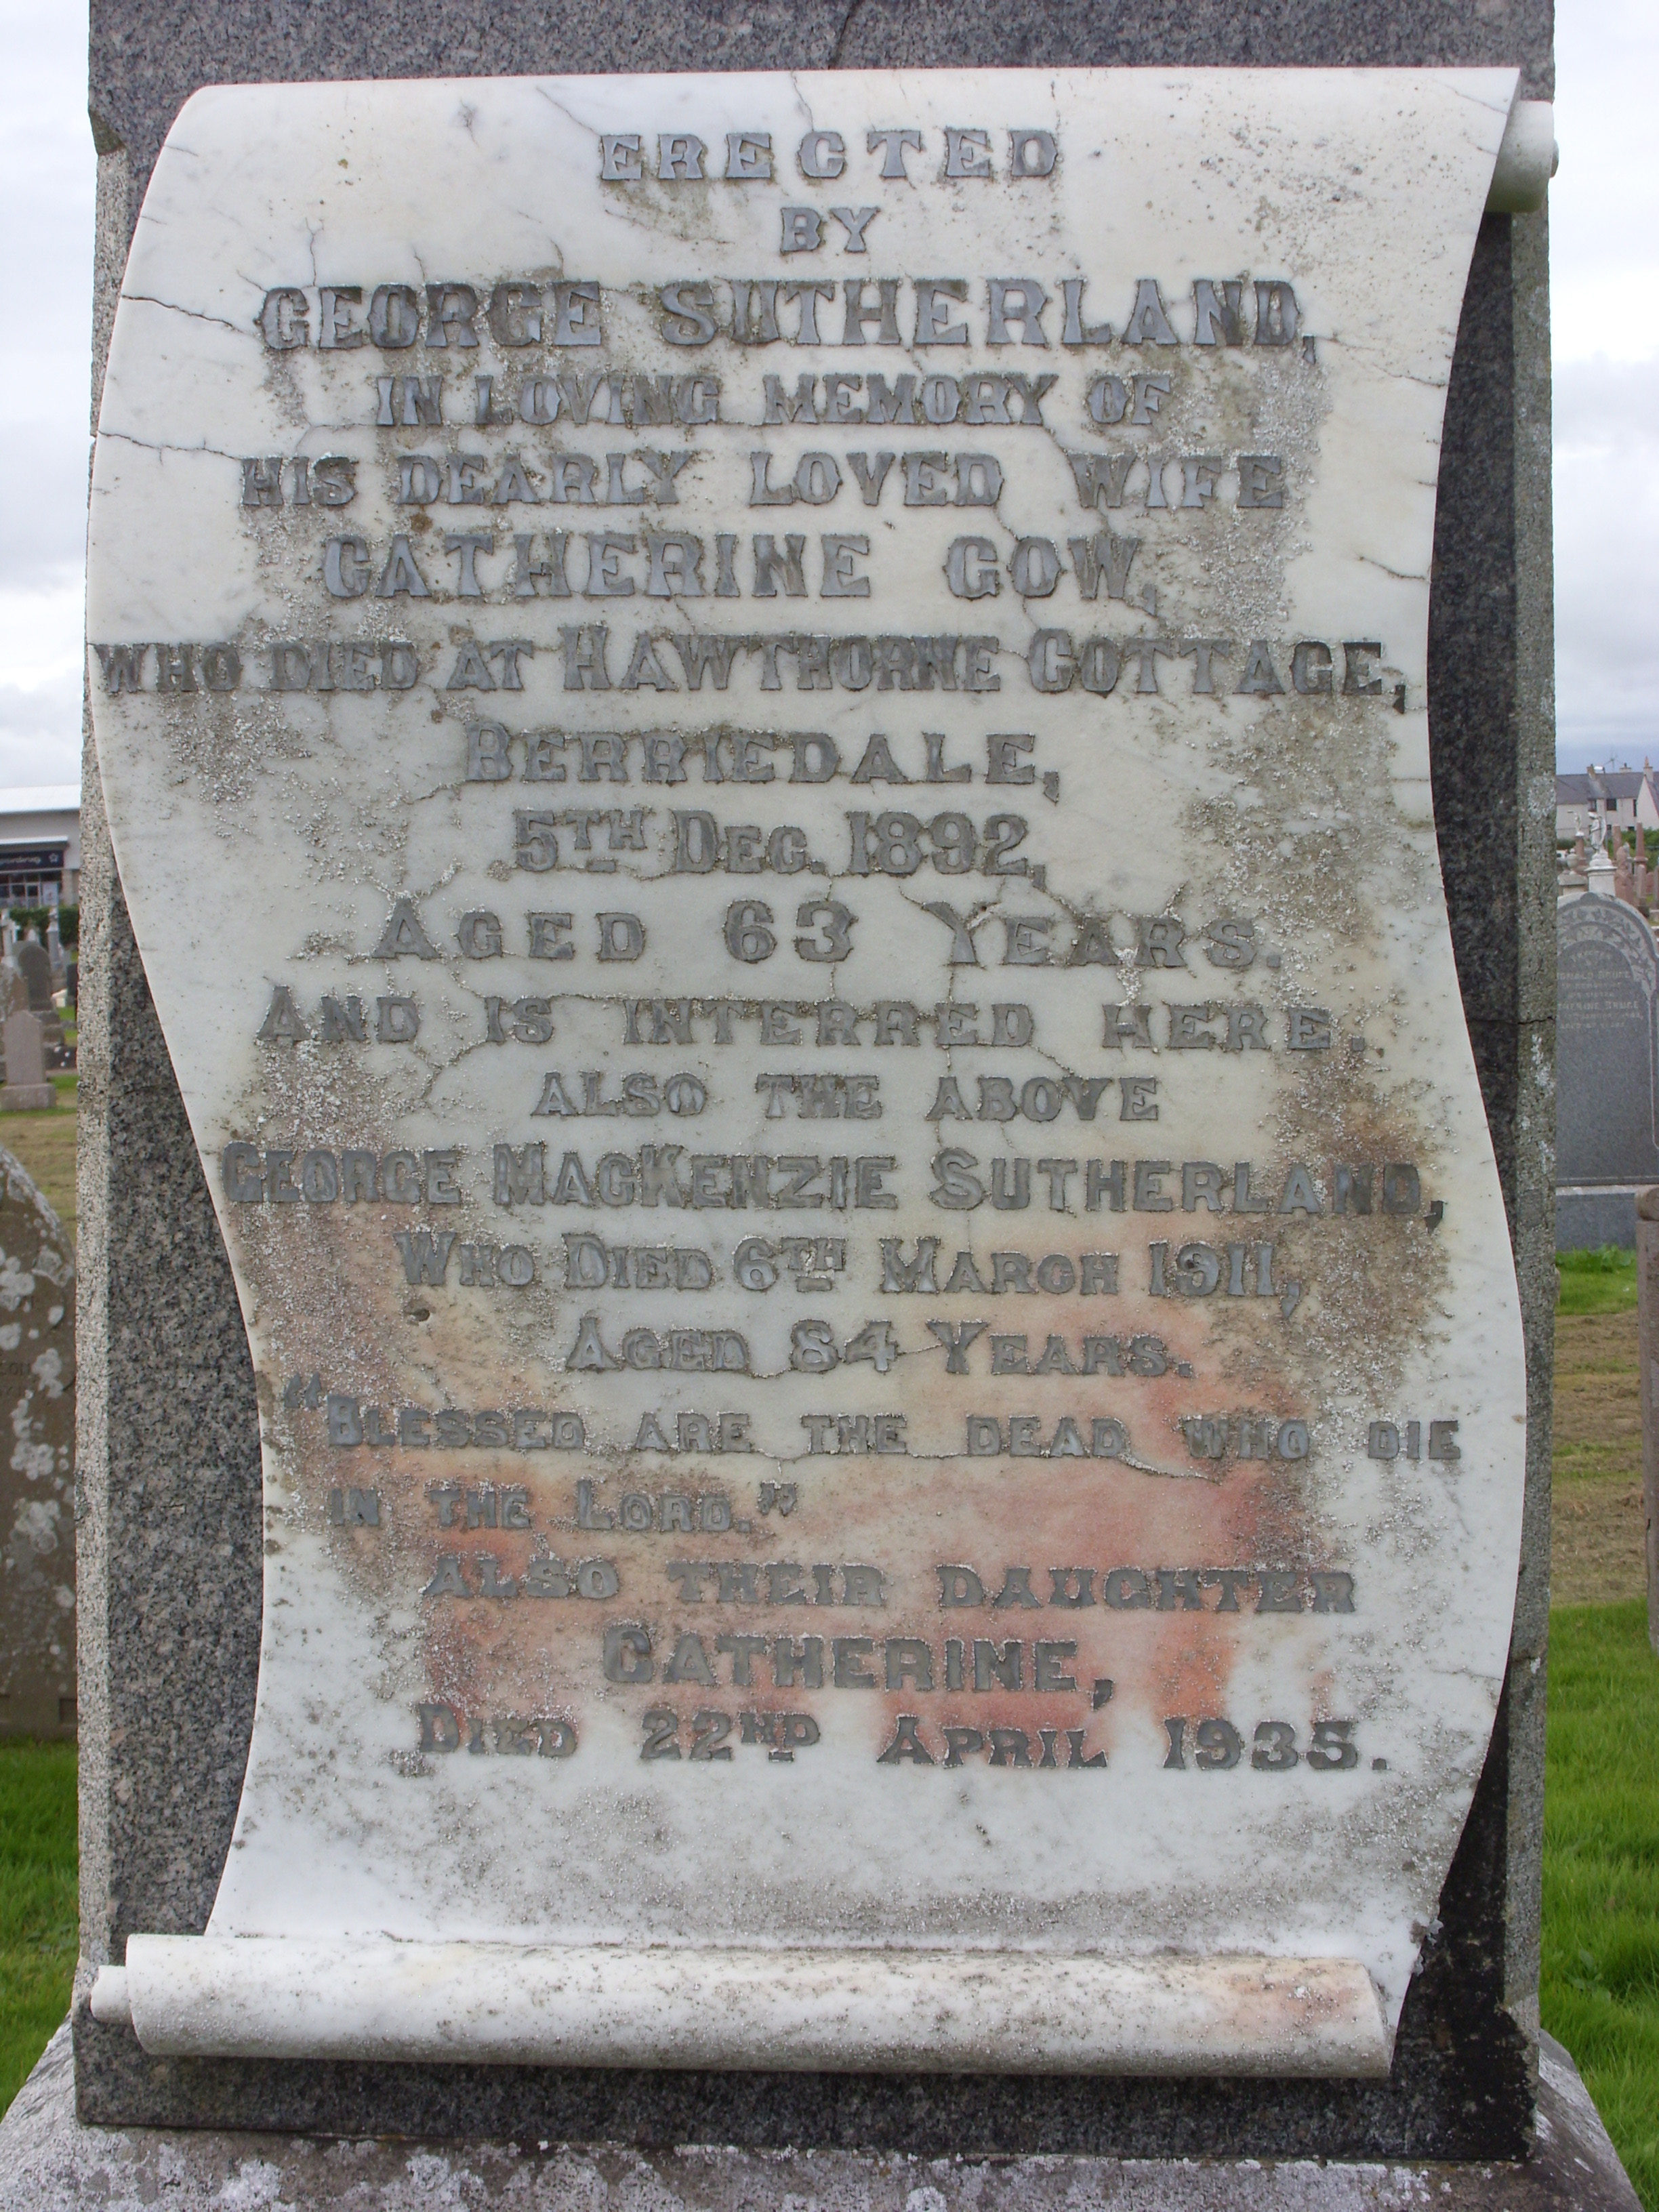 ERECTED
BY
GEORGE SUTHERLAND,
IN LOVING MEMORY OF
HIS DEARLY LOVED WIFE
CATHERINE GOW,
WHO DIED AT HAWTHORNE COTTAGE,
BERRIEDALE,
5TH DEC. 1892,
AGED 63 YEARS.
AND IS INTERRED HERE.
ALSO THE ABOVE
GEORGE MACKENZIE SUTHERLAND,
WHO DIED 6TH MARCH 1911,
AGED 84 YEARS.
"BLESSED ARE THE DEAD WHO DIE
IN THE LORD."
ALSO THEIR DAUGHTER
CATHERINE,
DIED 22ND APRIL 1935.